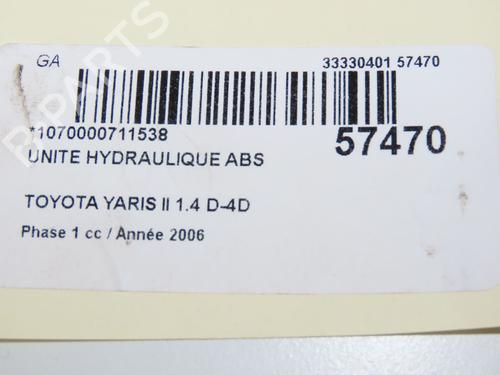 GA
33330401 57470
*1070000711538
57470
UNITE HYDRAULIQUE ABS
TOYOTA YARIS II 1.4 D-4D
Phase 1 cc / Année 2006
B-PARTS